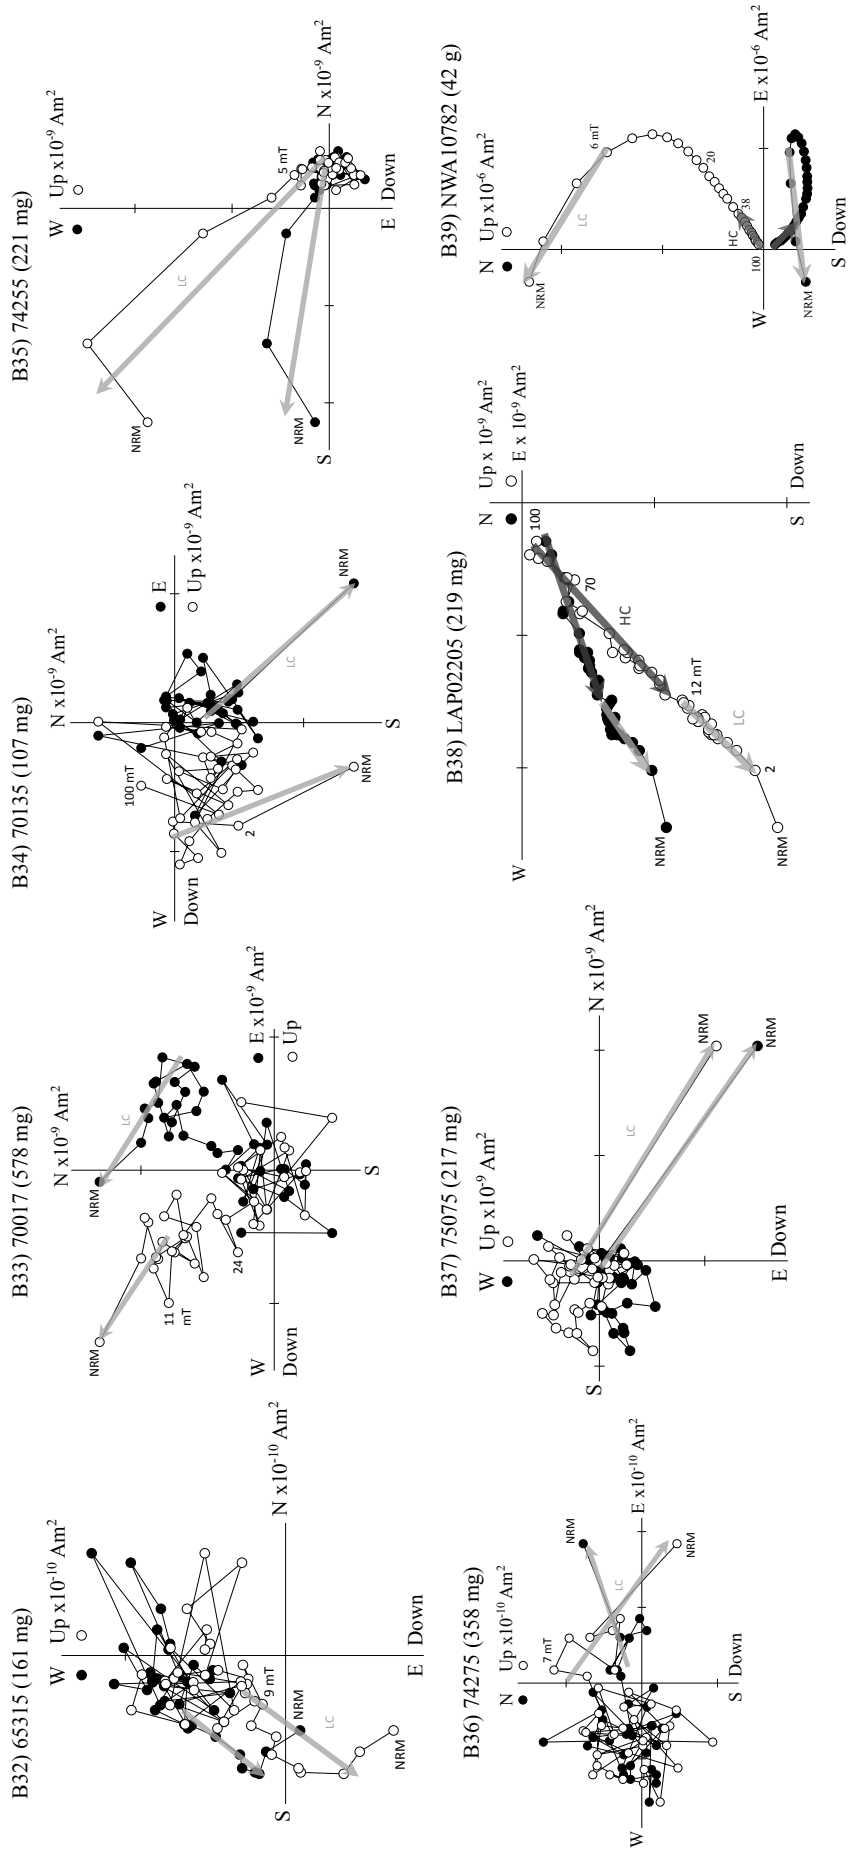 B32) 65315 (161 mg)
W
Up x10⁻¹⁰ Am²
N x10⁻¹⁰ Am²
S
9 mT
NRM
LC
NRM
E
Down
B33) 70017 (578 mg)
N x10⁻⁹ Am²
NRM
LC
NRM
11
mT
24
E x10⁻⁹ Am²
Up
W
Down
S
B34) 70135 (107 mg)
N x10⁻⁹ Am²
E
Up x10⁻⁹ Am²
100 mT
W
Down
2
LC
NRM
NRM
S
B35) 74255 (221 mg)
W
Up x10⁻⁹ Am²
LC
5 mT
N x10⁻⁹ Am²
NRM
NRM
S
E
Down
B36) 74275 (358 mg)
N
Up x10⁻¹⁰ Am²
7 mT
NRM
LC
E x10⁻¹⁰ Am²
NRM
W
S
Down
B37) 75075 (217 mg)
W
Up x10⁻⁹ Am²
N x10⁻⁹ Am²
S
LC
NRM
NRM
E
Down
B38) LAP02205 (219 mg)
N
Up x 10⁻⁹ Am²
W
E x 10⁻⁹ Am²
100
70
HC
12 mT
LC
2
NRM
NRM
S
Down
B39) NWA10782 (42 g)
N
Up x10⁻⁶ Am²
NRM
LC
6 mT
20
38
HC
100
W
E x10⁻⁶ Am²
NRM
S
Down